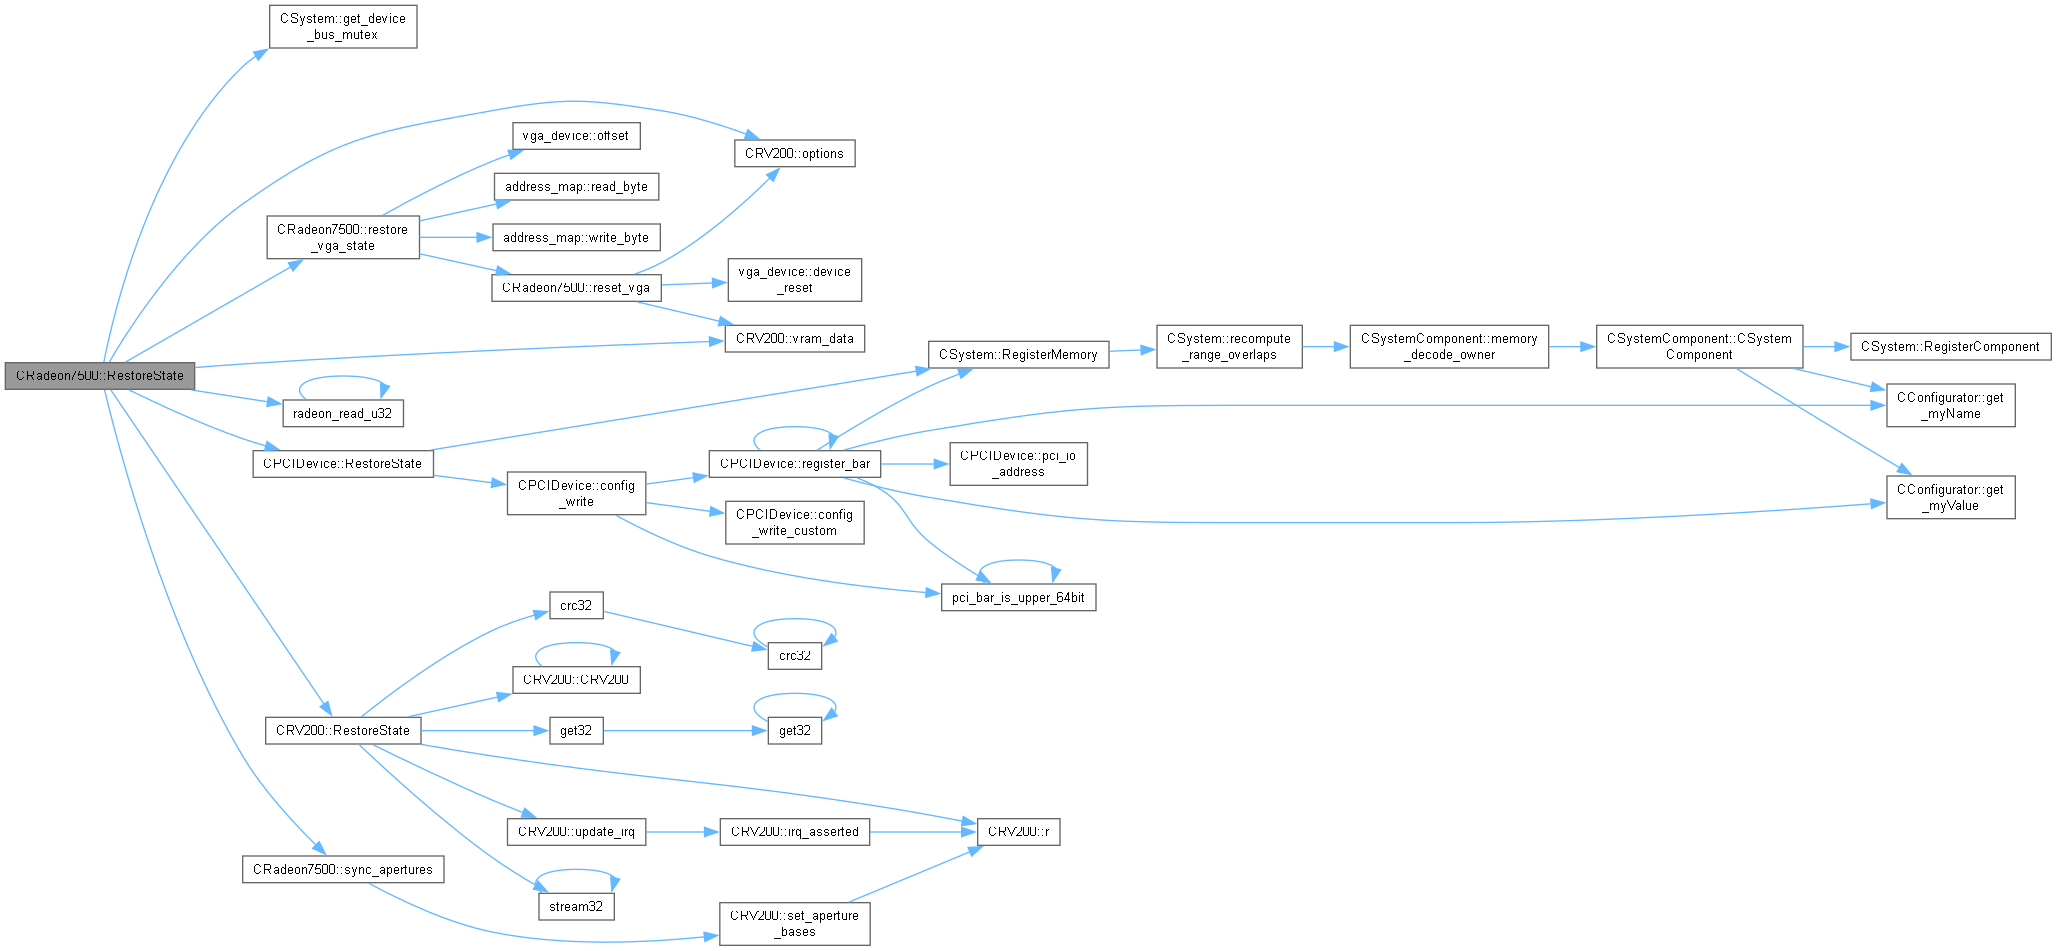 CSystem::get_device
_bus_mutex
vga_device::offset
CRV200::options
address_map::read_byte
CRadeon7500::restore
_vga_state
address_map::write_byte
vga_device::device
_reset
CRadeon7500::reset_vga
CRV200::vram_data
CSystem::RegisterMemory
CSystem::recompute
_range_overlaps
CSystemComponent::memory
_decode_owner
CSystemComponent::CSystem
Component
CSystem::RegisterComponent
CRadeon7500::RestoreState
radeon_read_u32
CConfigurator::get
_myName
CPCIDevice::RestoreState
CPCIDevice::register_bar
CPCIDevice::pci_io
_address
CPCIDevice::config
_write
CConfigurator::get
_myValue
CPCIDevice::config
_write_custom
pci_bar_is_upper_64bit
crc32
crc32
CRV200::CRV200
CRV200::RestoreState
get32
get32
CRV200::update_irq
CRV200::irq_asserted
CRV200::r
CRadeon7500::sync_apertures
stream32
CRV200::set_aperture
_bases